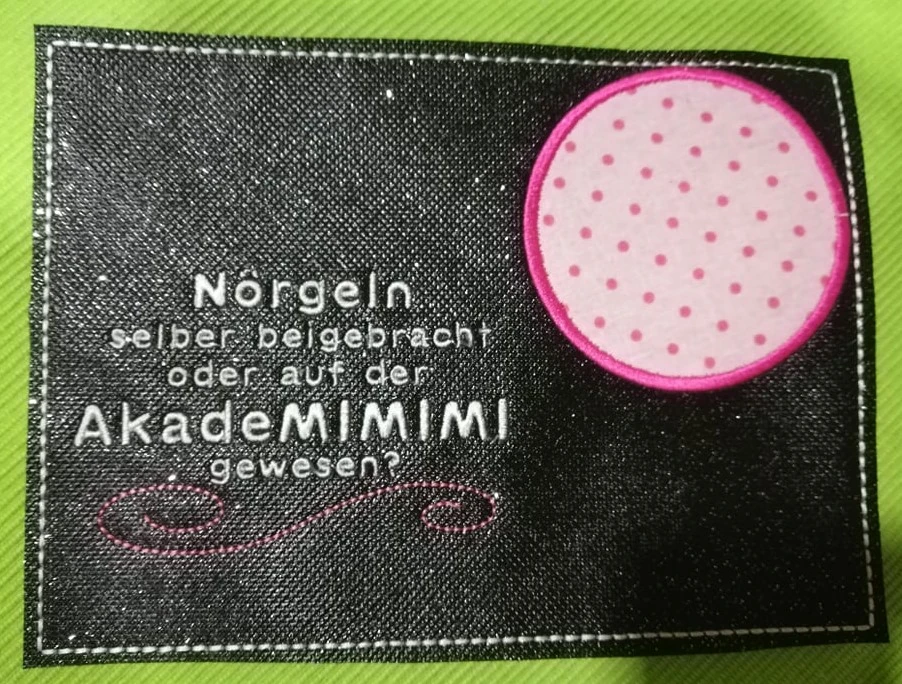 Nörgeln
selber beigebracht
oder auf der
AkadeMIMIMI
gewesen?